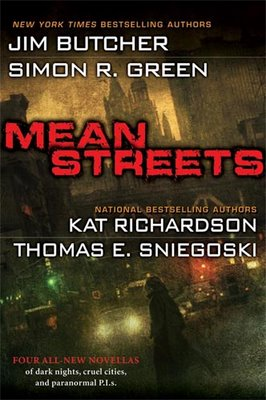 NEW YORK TIMES BESTSELLING AUTHORS
JIM BUTCHER
SIMON R. GREEN
MEAN STREETS
NATIONAL BESTSELLING AUTHORS
KAT RICHARDSON
THOMAS E. SNIEGOSKI
FOUR ALL-NEW NOVELLAS
of dark nights, cruel cities,
and paranormal P.I.s.